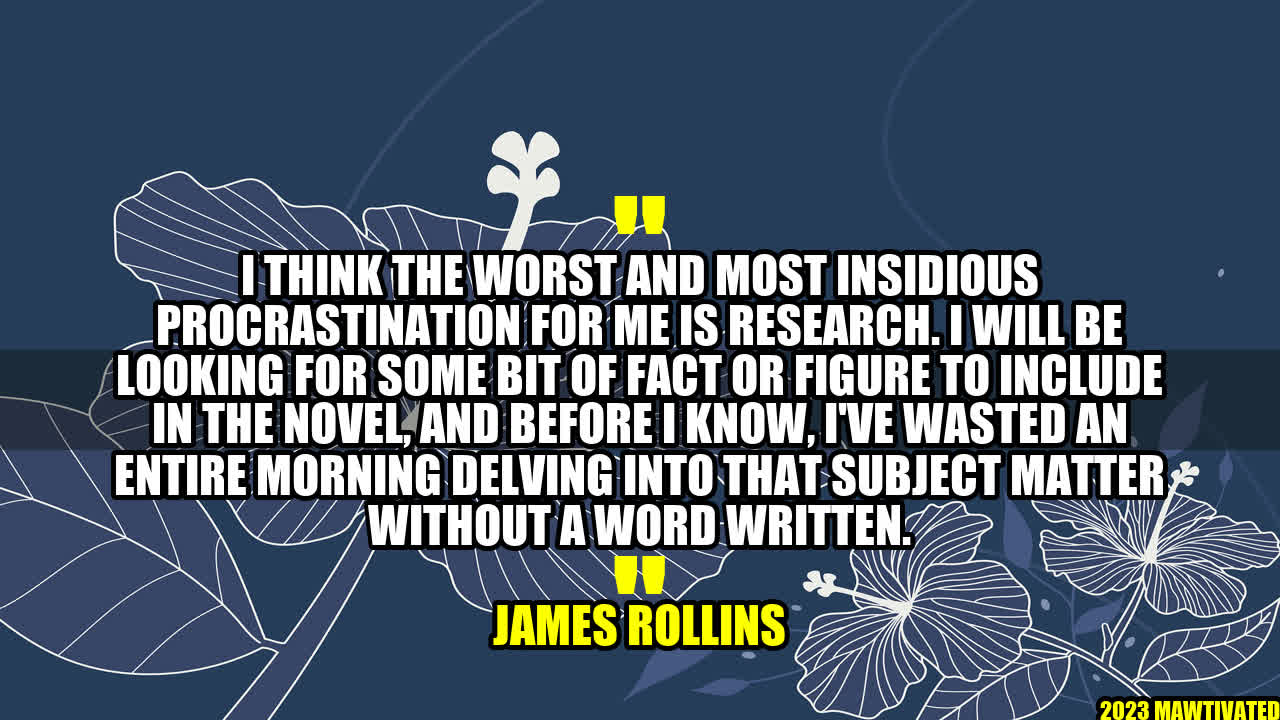 "
I THINK THE WORST AND MOST INSIDIOUS
PROCRASTINATION FOR ME IS RESEARCH. I WILL BE
LOOKING FOR SOME BIT OF FACT OR FIGURE TO INCLUDE
IN THE NOVEL, AND BEFORE I KNOW, I'VE WASTED AN
ENTIRE MORNING DELVING INTO THAT SUBJECT MATTER
WITHOUT A WORD WRITTEN.
"
JAMES ROLLINS
2023 MAWTIVATED